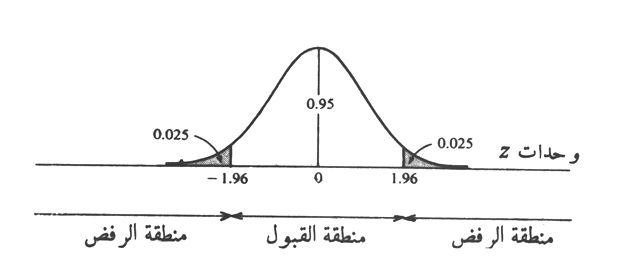 0.95
0.025
0.025
وحدات z
−1.96
0
1.96
منطقة الرفض
منطقة القبول
منطقة الرفض